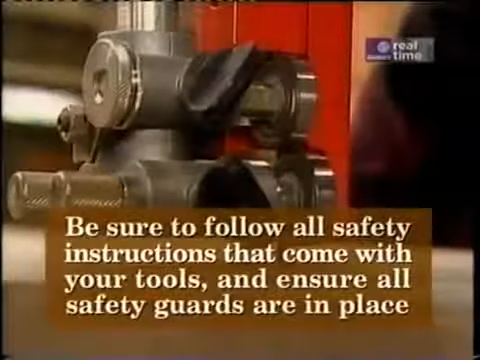 real
time
Be sure to follow all safety
instructions that come with
your tools, and ensure all
safety guards are in place